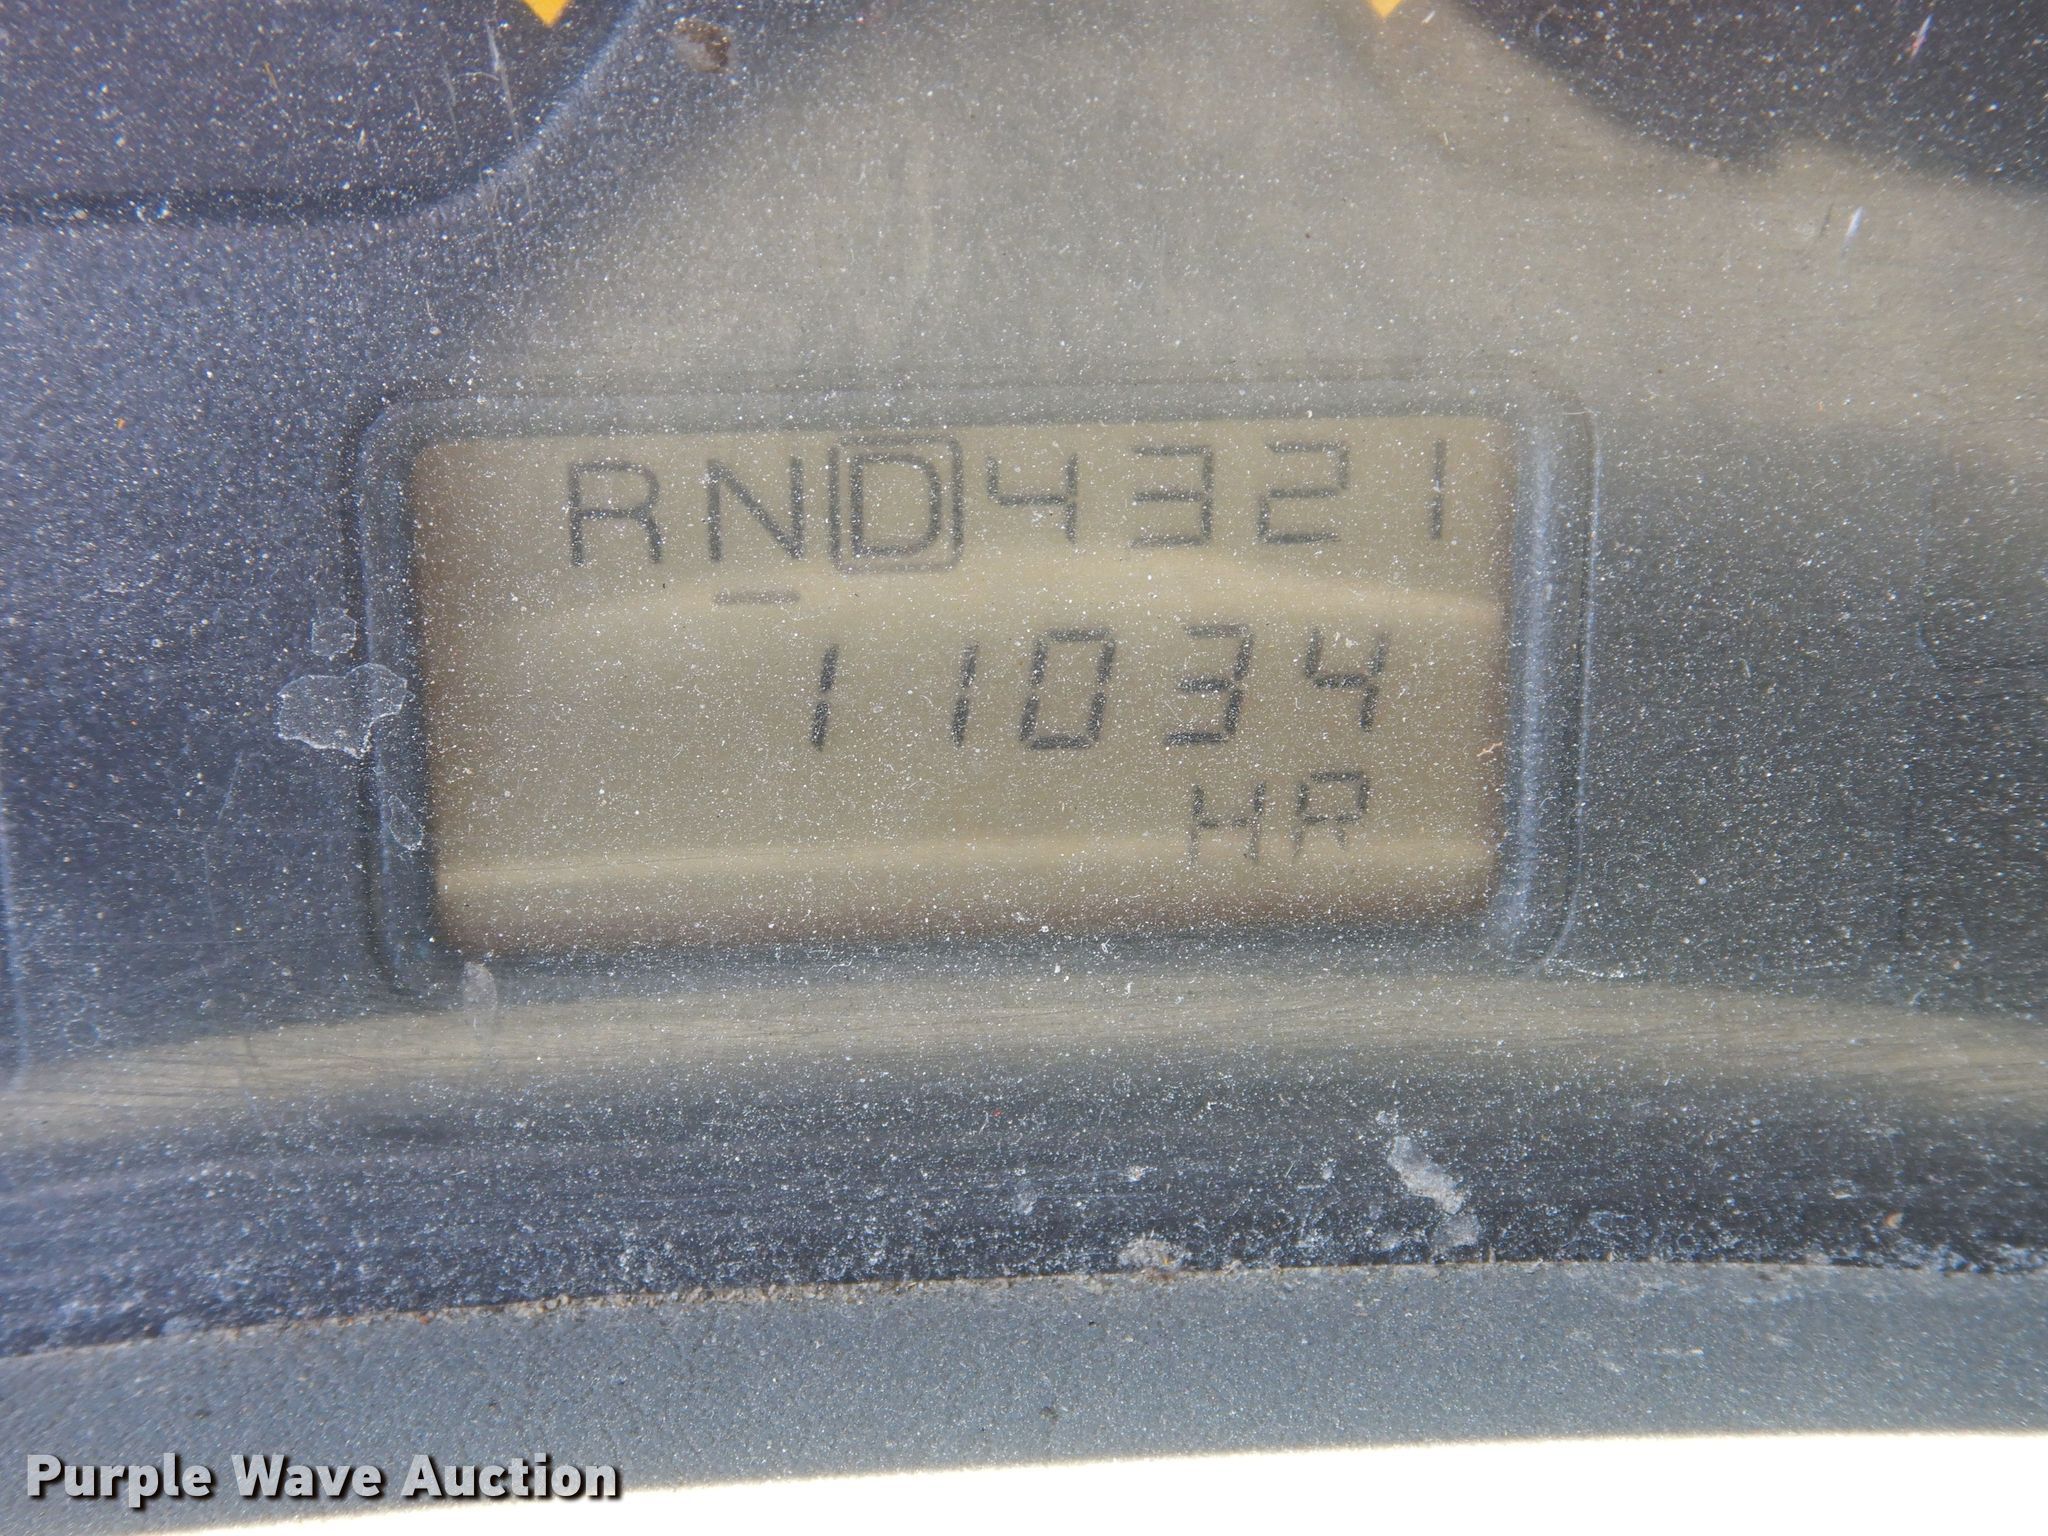 RND4321
11034
HR
Purple Wave Auction